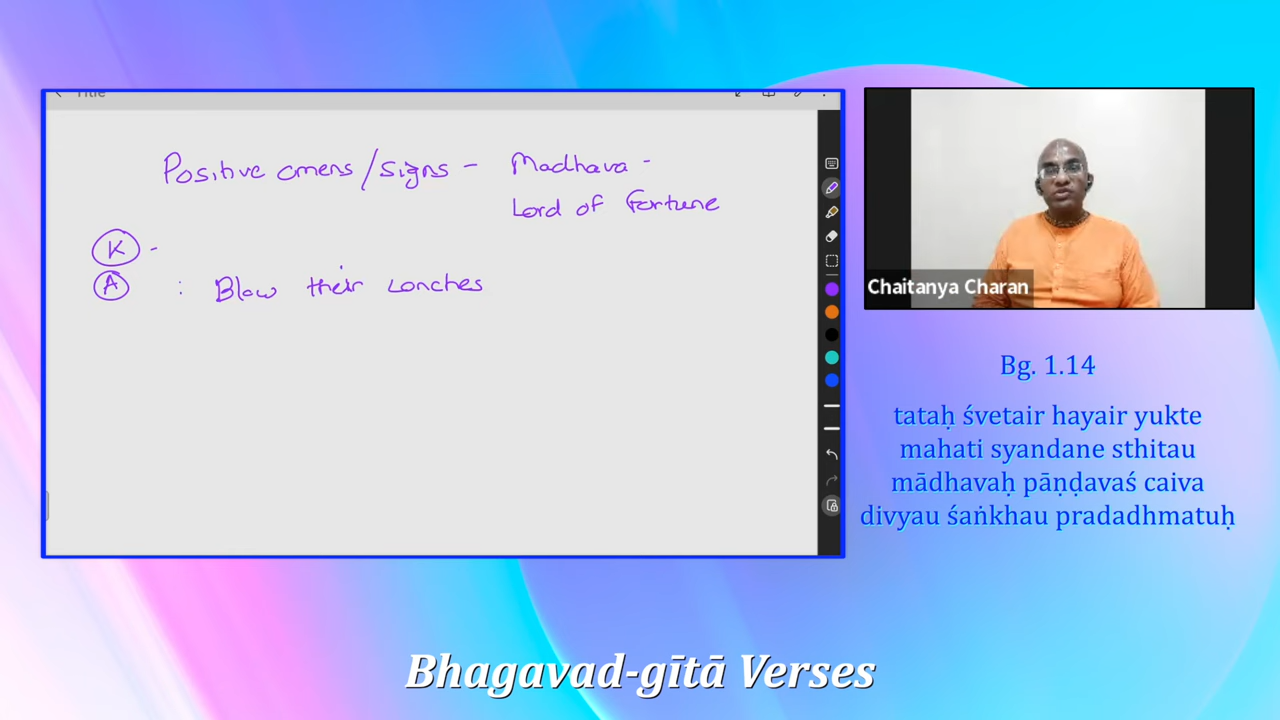 Title
Positive omens/signs - Madhava -
Lord of Fortune
K -
A : Blow their conches
Chaitanya Charan
Bg. 1.14
tataḥ śvetair hayair yukte
mahati syandane sthitau
mādhavaḥ pāṇḍavaś caiva
divyau śaṅkhau pradadhmatuḥ
Bhagavad-gītā Verses